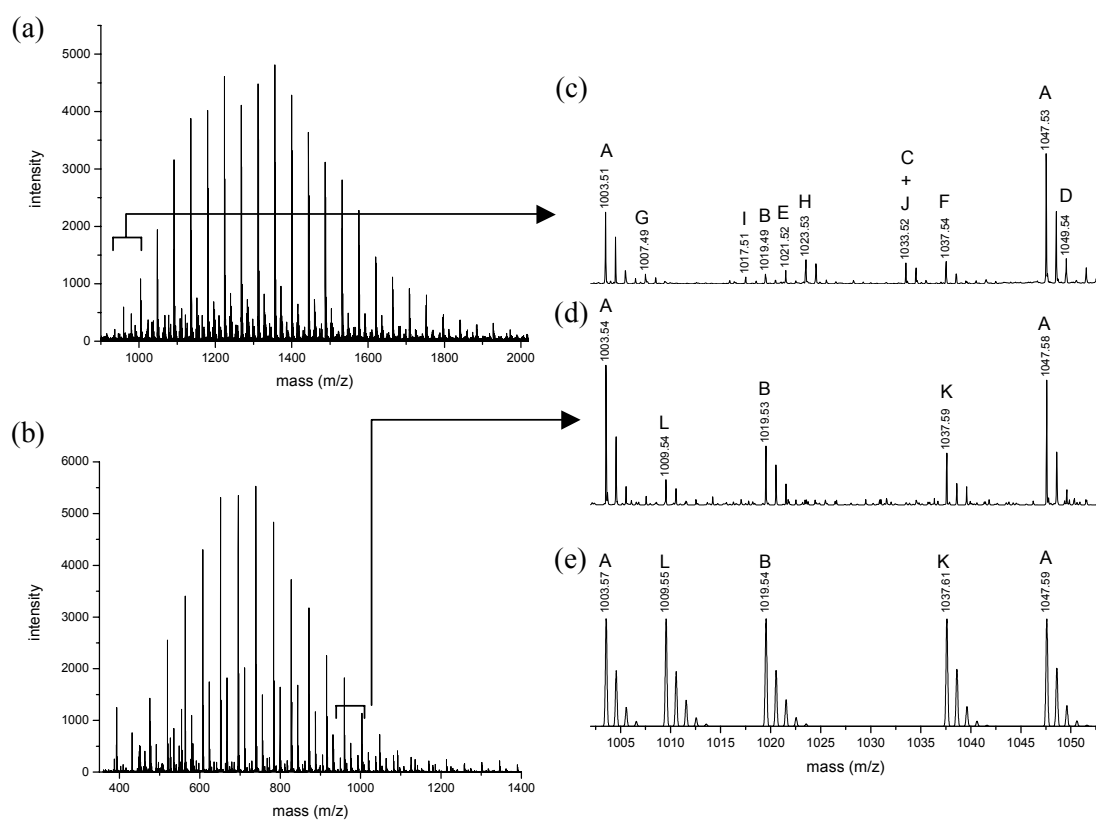 (a)
5000
4000
3000
2000
1000
0
intensity
1000 1200 1400 1600 1800 2000
mass (m/z)
(b)
6000
5000
4000
3000
2000
1000
0
intensity
400 600 800 1000 1200 1400
mass (m/z)
(c)
A
1003.51
G
1007.49
I
1017.51
B
1019.49
E
1021.52
H
1023.53
C
+
J
1033.52
F
1037.54
A
1047.53
D
1049.54
(d)
A
1003.54
L
1009.54
B
1019.53
K
1037.59
A
1047.58
(e)
A
1003.57
L
1009.55
B
1019.54
K
1037.61
A
1047.59
1005 1010 1015 1020 1025 1030 1035 1040 1045 1050
mass (m/z)